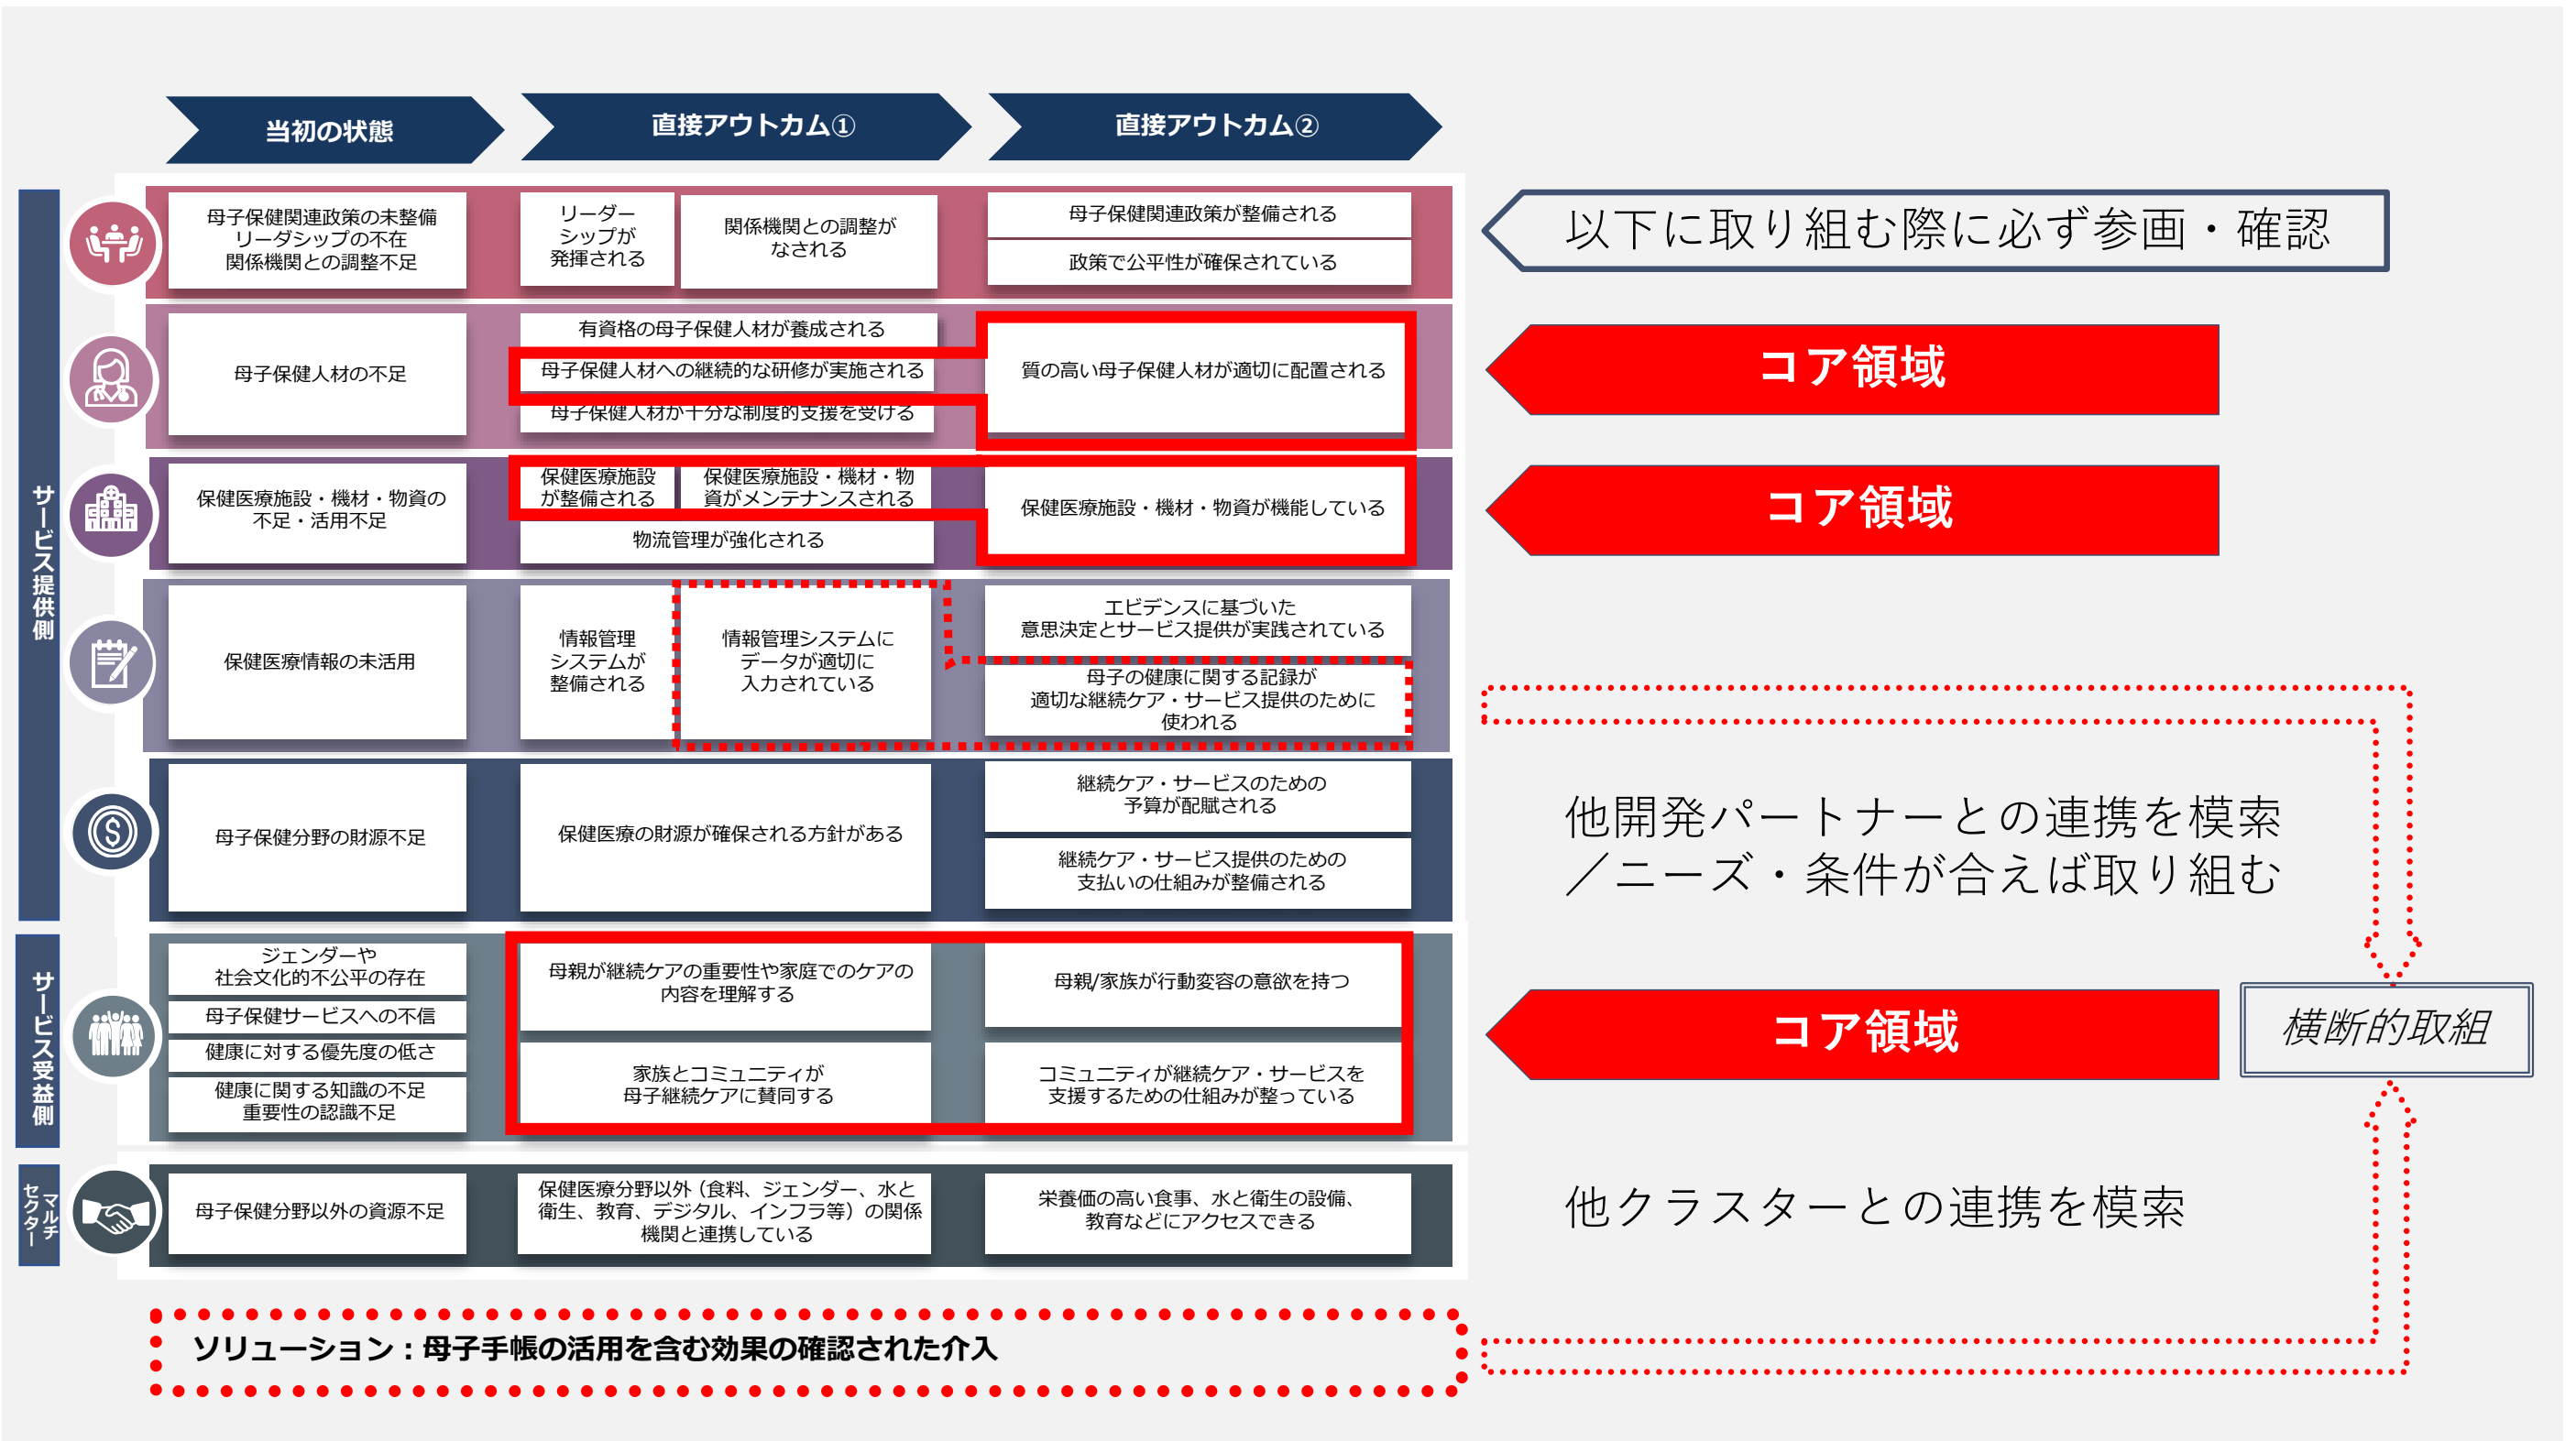 当初の状態
直接アウトカム①
直接アウトカム②
サービス提供側
母子保健関連政策の未整備
リーダシップの不在
関係機関との調整不足
リーダー
シップが
発揮される
関係機関との調整が
なされる
母子保健関連政策が整備される
政策で公平性が確保されている
以下に取り組む際に必ず参画・確認
母子保健人材の不足
有資格の母子保健人材が養成される
母子保健人材への継続的な研修が実施される
母子保健人材が十分な制度的支援を受ける
質の高い母子保健人材が適切に配置される
コア領域
保健医療施設・機材・物資の
不足・活用不足
保健医療施設
が整備される
保健医療施設・機材・物
資がメンテナンスされる
物流管理が強化される
保健医療施設・機材・物資が機能している
コア領域
保健医療情報の未活用
情報管理
システムが
整備される
情報管理システムに
データが適切に
入力されている
エビデンスに基づいた
意思決定とサービス提供が実践されている
母子の健康に関する記録が
適切な継続ケア・サービス提供のために
使われる
母子保健分野の財源不足
保健医療の財源が確保される方針がある
継続ケア・サービスのための
予算が配賦される
継続ケア・サービス提供のための
支払いの仕組みが整備される
他開発パートナーとの連携を模索
／ニーズ・条件が合えば取り組む
サービス受益側
ジェンダーや
社会文化的不公平の存在
母子保健サービスへの不信
健康に対する優先度の低さ
健康に関する知識の不足
重要性の認識不足
母親が継続ケアの重要性や家庭でのケアの
内容を理解する
家族とコミュニティが
母子継続ケアに賛同する
母親/家族が行動変容の意欲を持つ
コミュニティが継続ケア・サービスを
支援するための仕組みが整っている
コア領域
横断的取組
マルチ
セクター
母子保健分野以外の資源不足
保健医療分野以外（食料、ジェンダー、水と
衛生、教育、デジタル、インフラ等）の関係
機関と連携している
栄養価の高い食事、水と衛生の設備、
教育などにアクセスできる
他クラスターとの連携を模索
ソリューション：母子手帳の活用を含む効果の確認された介入